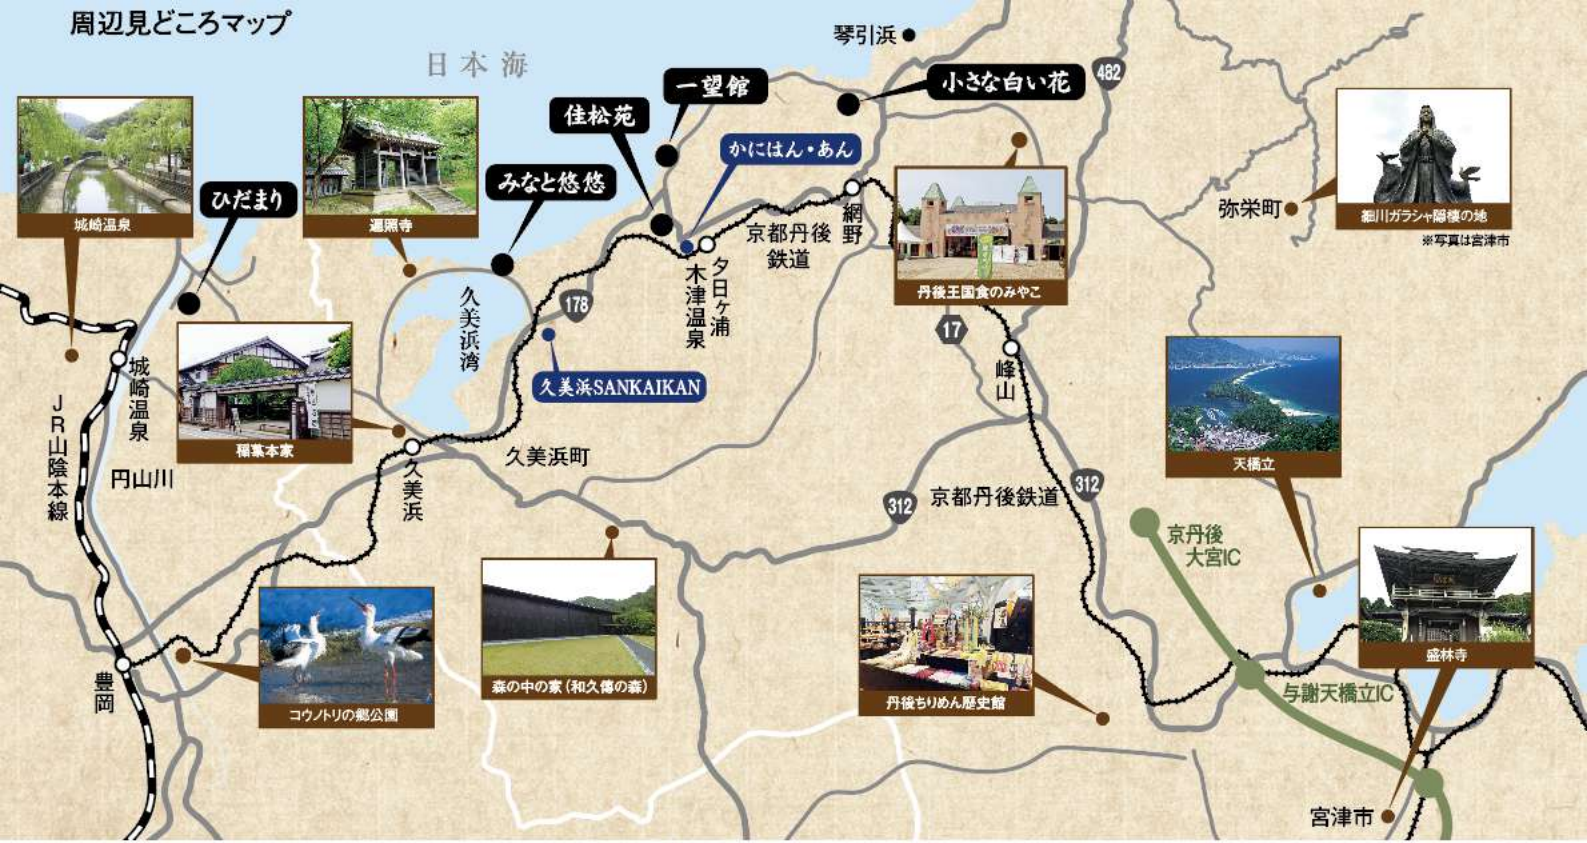 周辺見どころマップ
日本海
琴引浜
482
小さな白い花
一望館
佳松苑
かにはん・あん
みなと悠悠
ひだまり
城崎温泉
遍照寺
網野
京都丹後
鉄道
夕日ヶ浦
木津温泉
丹後王国食のみやこ
弥栄町
細川ガラシャ隠棲の地
※写真は宮津市
久美浜湾
178
17
峰山
久美浜SANKAIKAN
城崎温泉
JR山陰本線
円山川
稲葉本家
久美浜
久美浜町
天橋立
312
京都丹後鉄道
312
京丹後
大宮IC
豊岡
コウノトリの郷公園
森の中の家(和久傳の森)
丹後ちりめん歴史館
盛林寺
与謝天橋立IC
宮津市